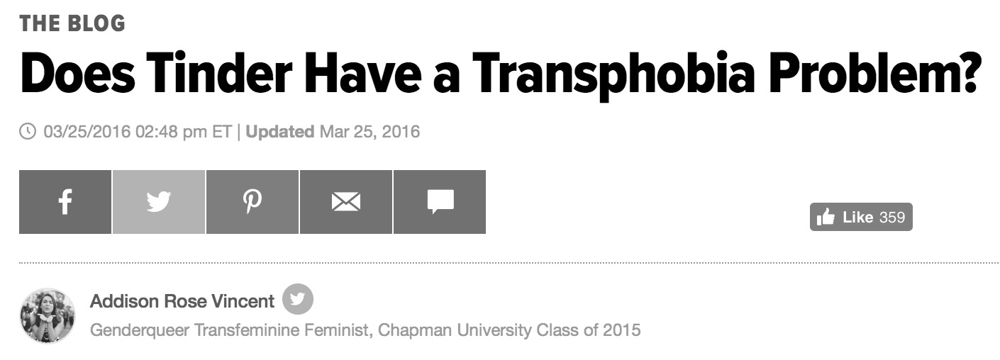 THE BLOG
Does Tinder Have a Transphobia Problem?
03/25/2016 02:48 pm ET | Updated Mar 25, 2016
Like 359
Addison Rose Vincent
Genderqueer Transfeminine Feminist, Chapman University Class of 2015